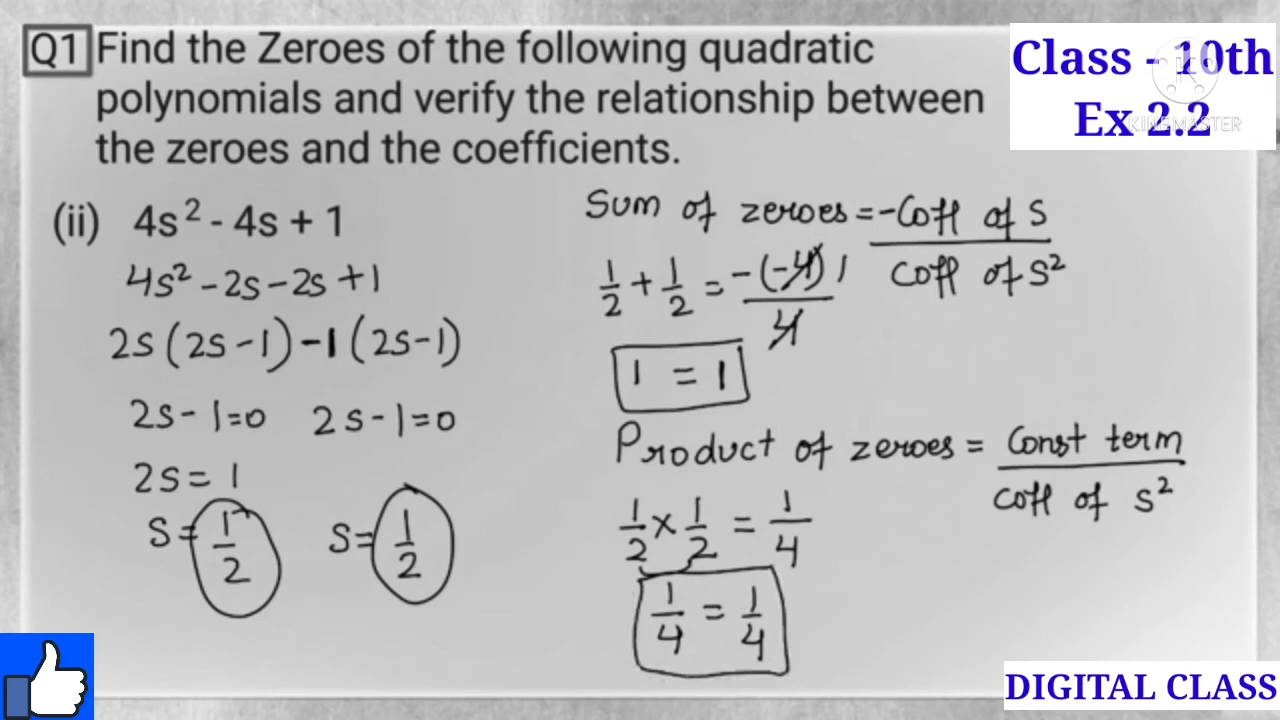 Q1 Find the Zeroes of the following quadratic
polynomials and verify the relationship between
the zeroes and the coefficients.
Class - 10th
Ex 2.2
KINEMASTER
(ii) 4s² - 4s + 1
4s² - 2s - 2s + 1
2s (2s - 1) - 1 (2s - 1)
2s - 1 = 0 2s - 1 = 0
2s = 1
s = 1/2 s = 1/2
Sum of zeroes = -Coff of s / Coff of s²
1/2 + 1/2 = -(-4) 1 / 4
1 = 1
Product of zeroes = Const term / Coff of s²
1/2 × 1/2 = 1/4
1/4 = 1/4
DIGITAL CLASS